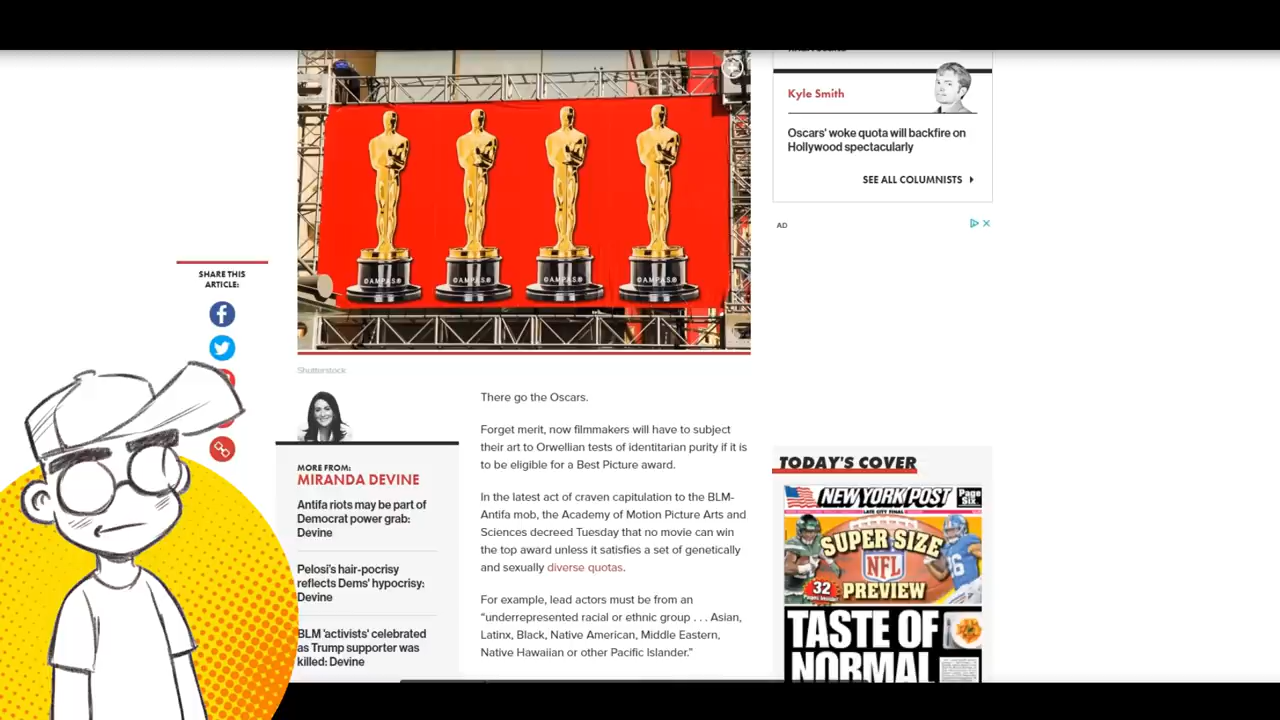 Kyle Smith
Oscars' woke quota will backfire on
Hollywood spectacularly
SEE ALL COLUMNISTS
AD
©A.M.P.A.S.®
©A.M.P.A.S.®
©A.M.P.A.S.®
©A.M.P.A.S.®
SHARE THIS
ARTICLE:
Shutterstock
MORE FROM:
MIRANDA DEVINE
Antifa riots may be part of
Democrat power grab:
Devine
Pelosi's hair-pocrisy
reflects Dems' hypocrisy:
Devine
BLM 'activists' celebrated
as Trump supporter was
killed: Devine
There go the Oscars.
Forget merit, now filmmakers will have to subject
their art to Orwellian tests of identitarian purity if it is
to be eligible for a Best Picture award.
In the latest act of craven capitulation to the BLM-
Antifa mob, the Academy of Motion Picture Arts and
Sciences decreed Tuesday that no movie can win
the top award unless it satisfies a set of genetically
and sexually diverse quotas.
For example, lead actors must be from an
“underrepresented racial or ethnic group . . . Asian,
Latinx, Black, Native American, Middle Eastern,
Native Hawaiian or other Pacific Islander.”
TODAY'S COVER
NEW YORK POST
Page
Six
LATE CITY FINAL
SUPER SIZE
NFL
32
PREVIEW
TASTE OF
NORMAL